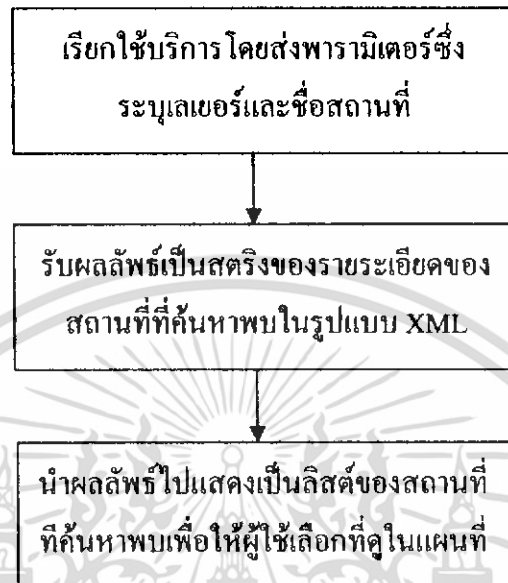 เรียกใช้บริการโดยส่งพารามิเตอร์ซึ่ง
ระบุเลเยอร์และชื่อสถานที่
รับผลลัพธ์เป็นสตริงของรายระเอียดของ
สถานที่ที่ค้นหาพบในรูปแบบ XML
นำผลลัพธ์ไปแสดงเป็นลิสต์ของสถานที่
ที่ค้นหาพบเพื่อให้ผู้ใช้เลือกที่ดูในแผนที่